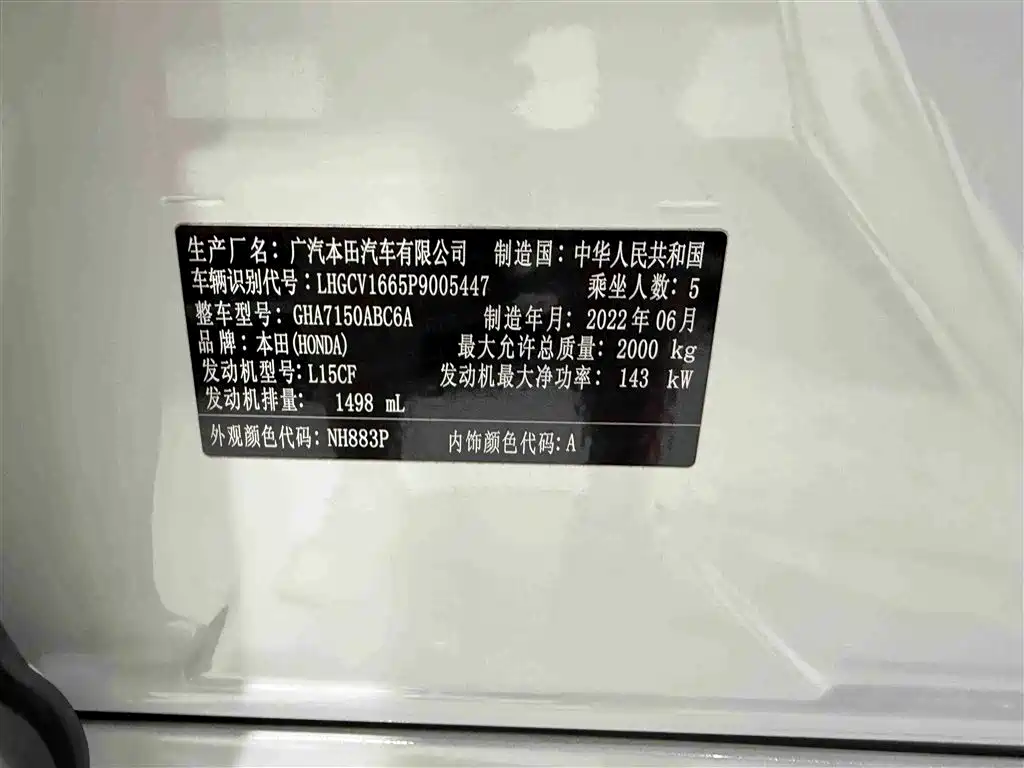 生产厂名：广汽本田汽车有限公司 制造国：中华人民共和国
车辆识别代号：LHGCV1665P9005447 乘坐人数：5
整车型号：GHA7150ABC6A 制造年月：2022年06月
品牌：本田(HONDA) 最大允许总质量：2000 kg
发动机型号：L15CF 发动机最大净功率：143 kW
发动机排量：1498 mL
外观颜色代码：NH883P 内饰颜色代码：A